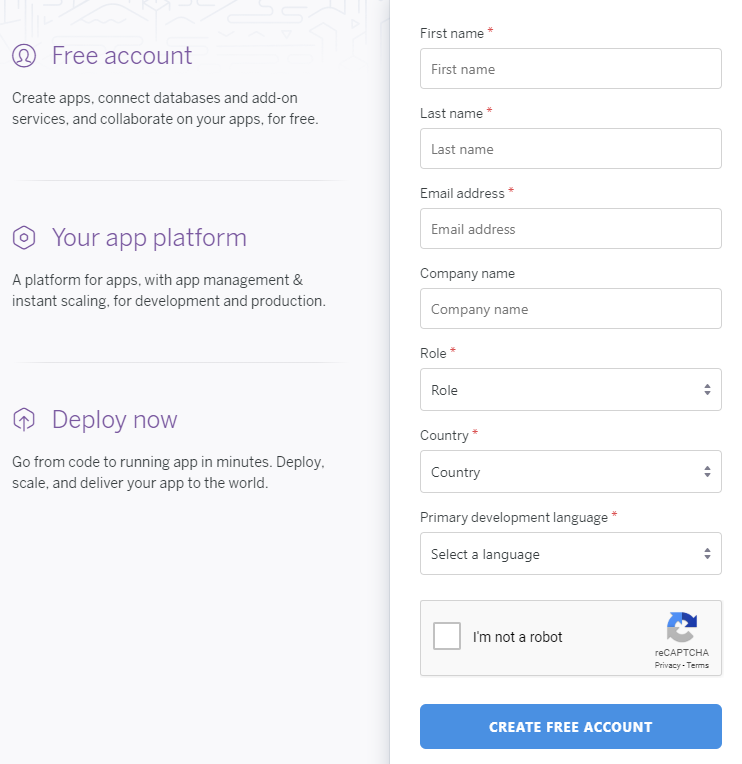 Free account
Create apps, connect databases and add-on
services, and collaborate on your apps, for free.
Your app platform
A platform for apps, with app management &
instant scaling, for development and production.
Deploy now
Go from code to running app in minutes. Deploy,
scale, and deliver your app to the world.
First name *
First name
Last name *
Last name
Email address *
Email address
Company name
Company name
Role *
Role
Country *
Country
Primary development language *
Select a language
I'm not a robot
reCAPTCHA
Privacy - Terms
CREATE FREE ACCOUNT